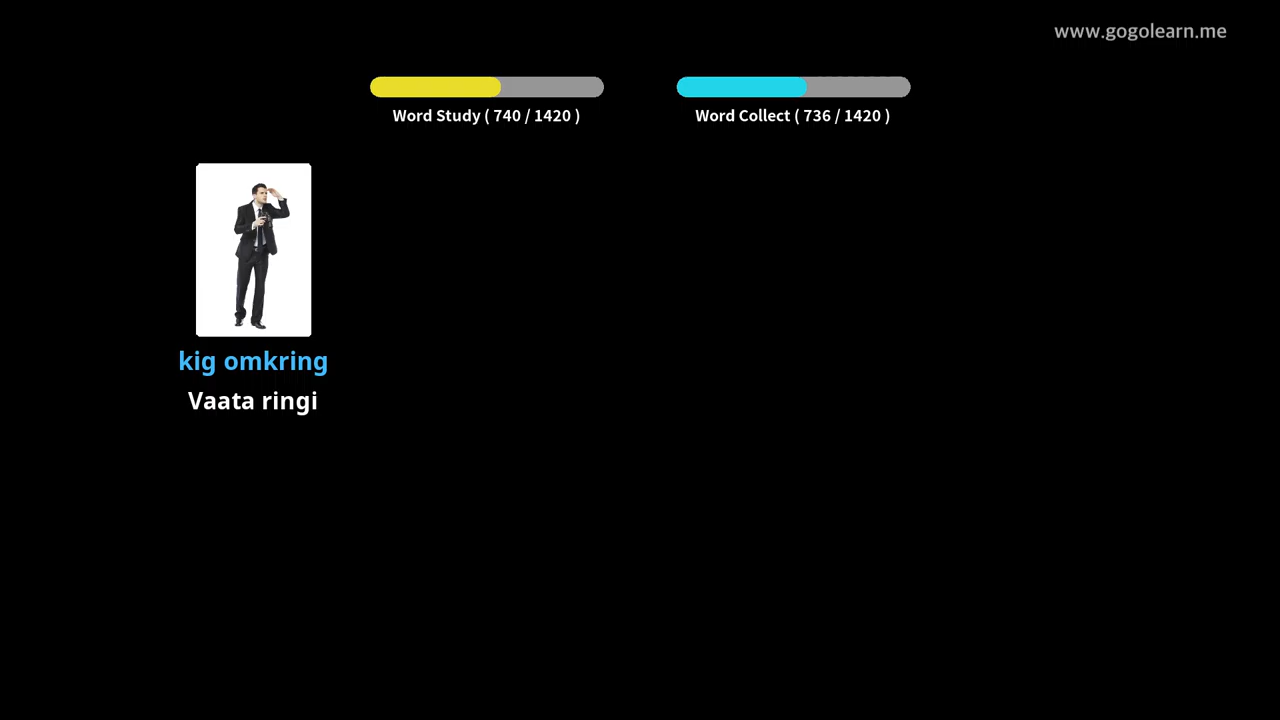 www.gogolearn.me
Word Study ( 740 / 1420 )
Word Collect ( 736 / 1420 )
kig omkring
Vaata ringi